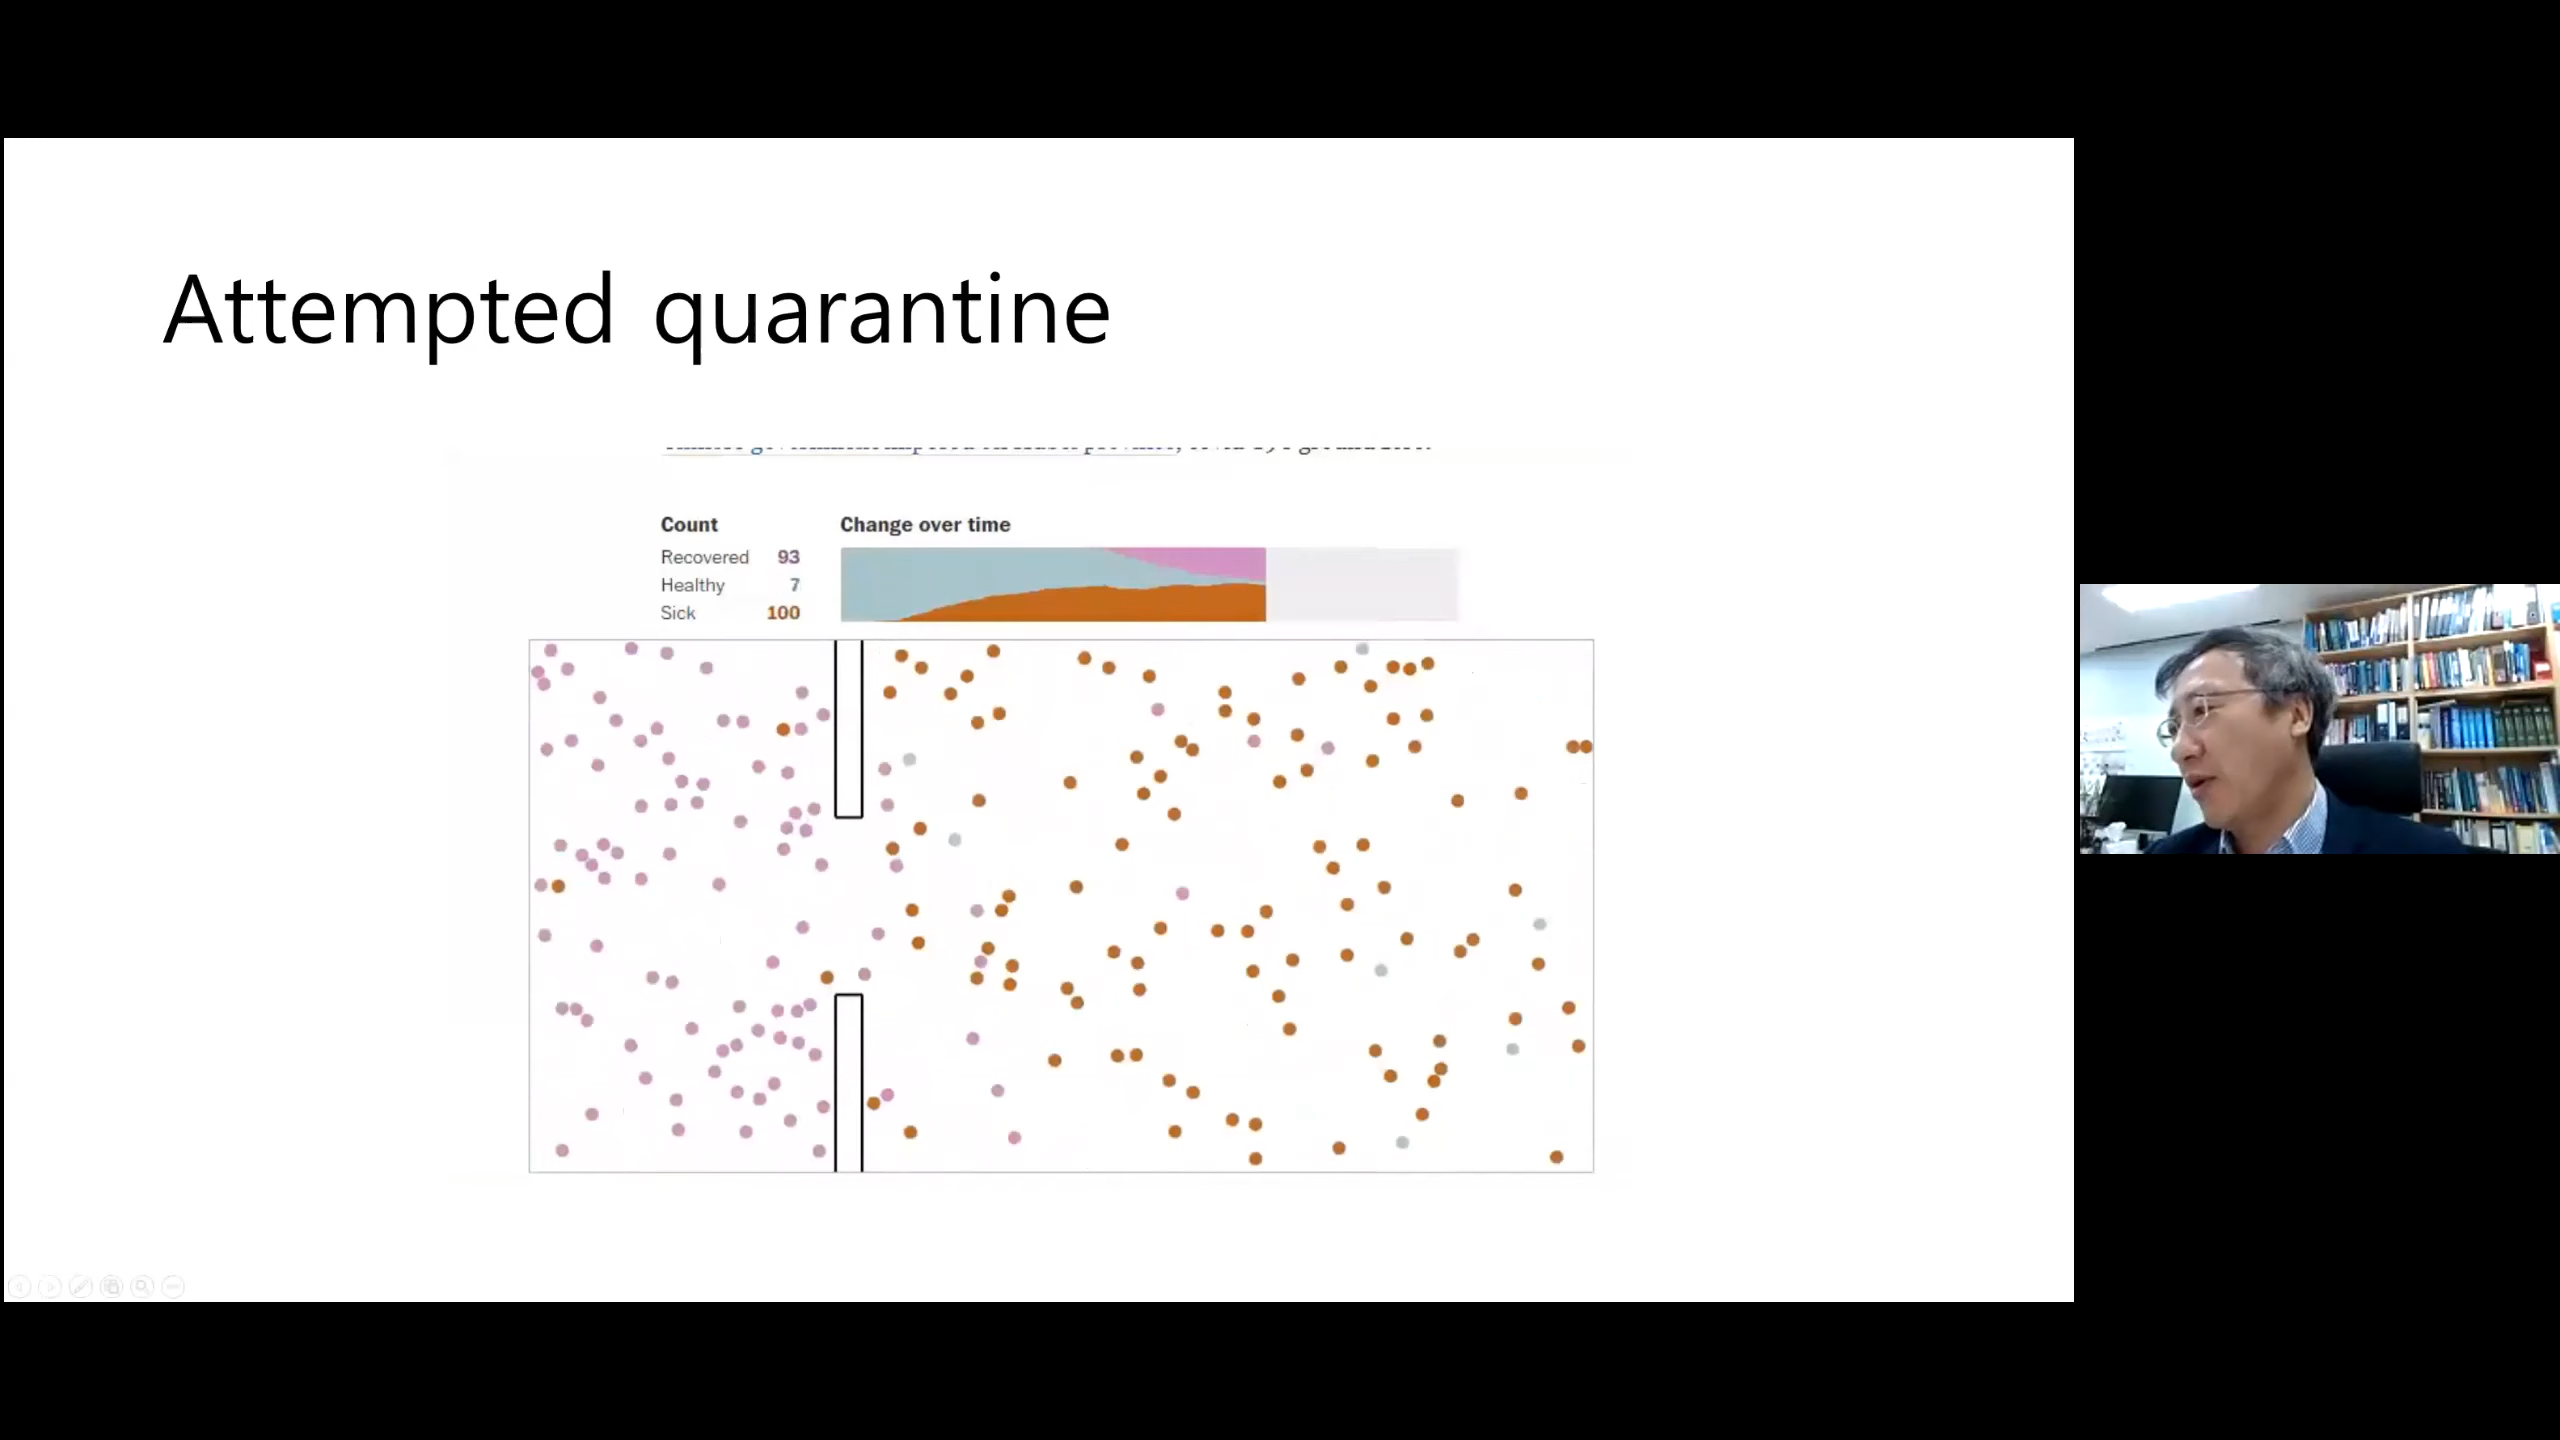 Attempted quarantine
Count
Change over time
Recovered 93
Healthy 7
Sick 100